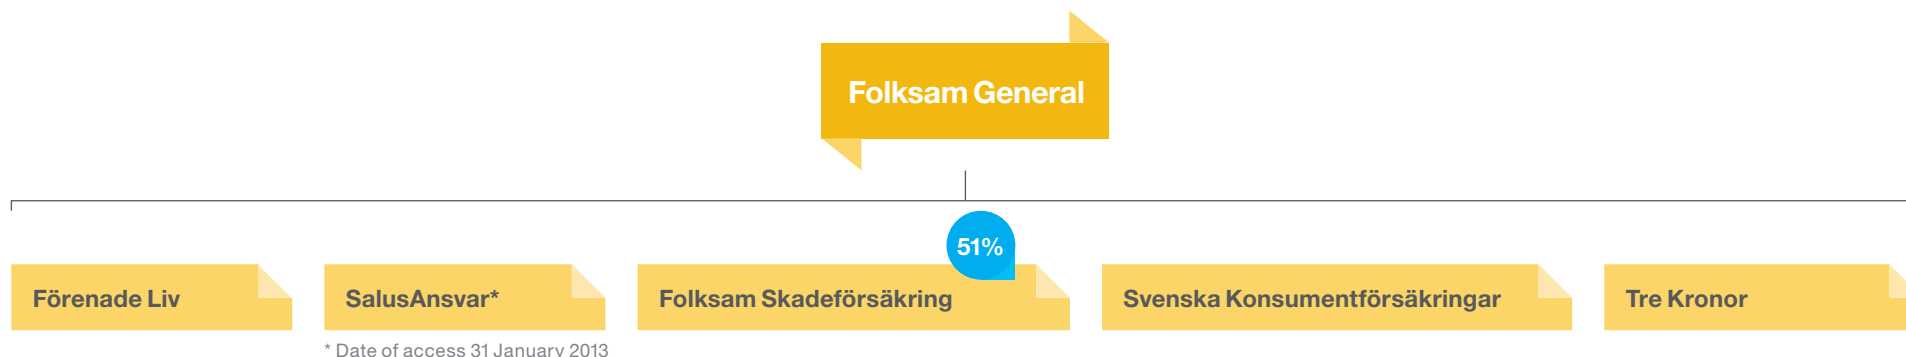 Folksam General
51%
Förenade Liv
SalusAnsvar*
Folksam Skadeförsäkring
Svenska Konsumentförsäkringar
Tre Kronor
* Date of access 31 January 2013